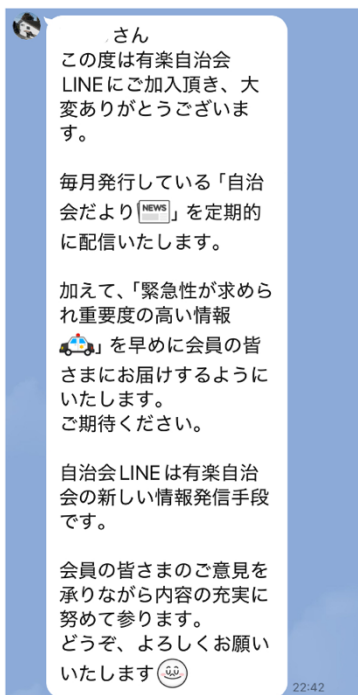 さん
この度は有楽自治会
LINEにご加入頂き、大
変ありがとうございま
す。
毎月発行している「自治
会だよりNEWS」を定期的
に配信いたします。
加えて、「緊急性が求めら
れ重要度の高い情報
」を早めに会員の皆
さまにお届けするように
いたします。
ご期待ください。
自治会LINEは有楽自治
会の新しい情報発信手段
です。
会員の皆さまのご意見を
承りながら内容の充実に
努めて参ります。
どうぞ、よろしくお願い
いたします
22:42